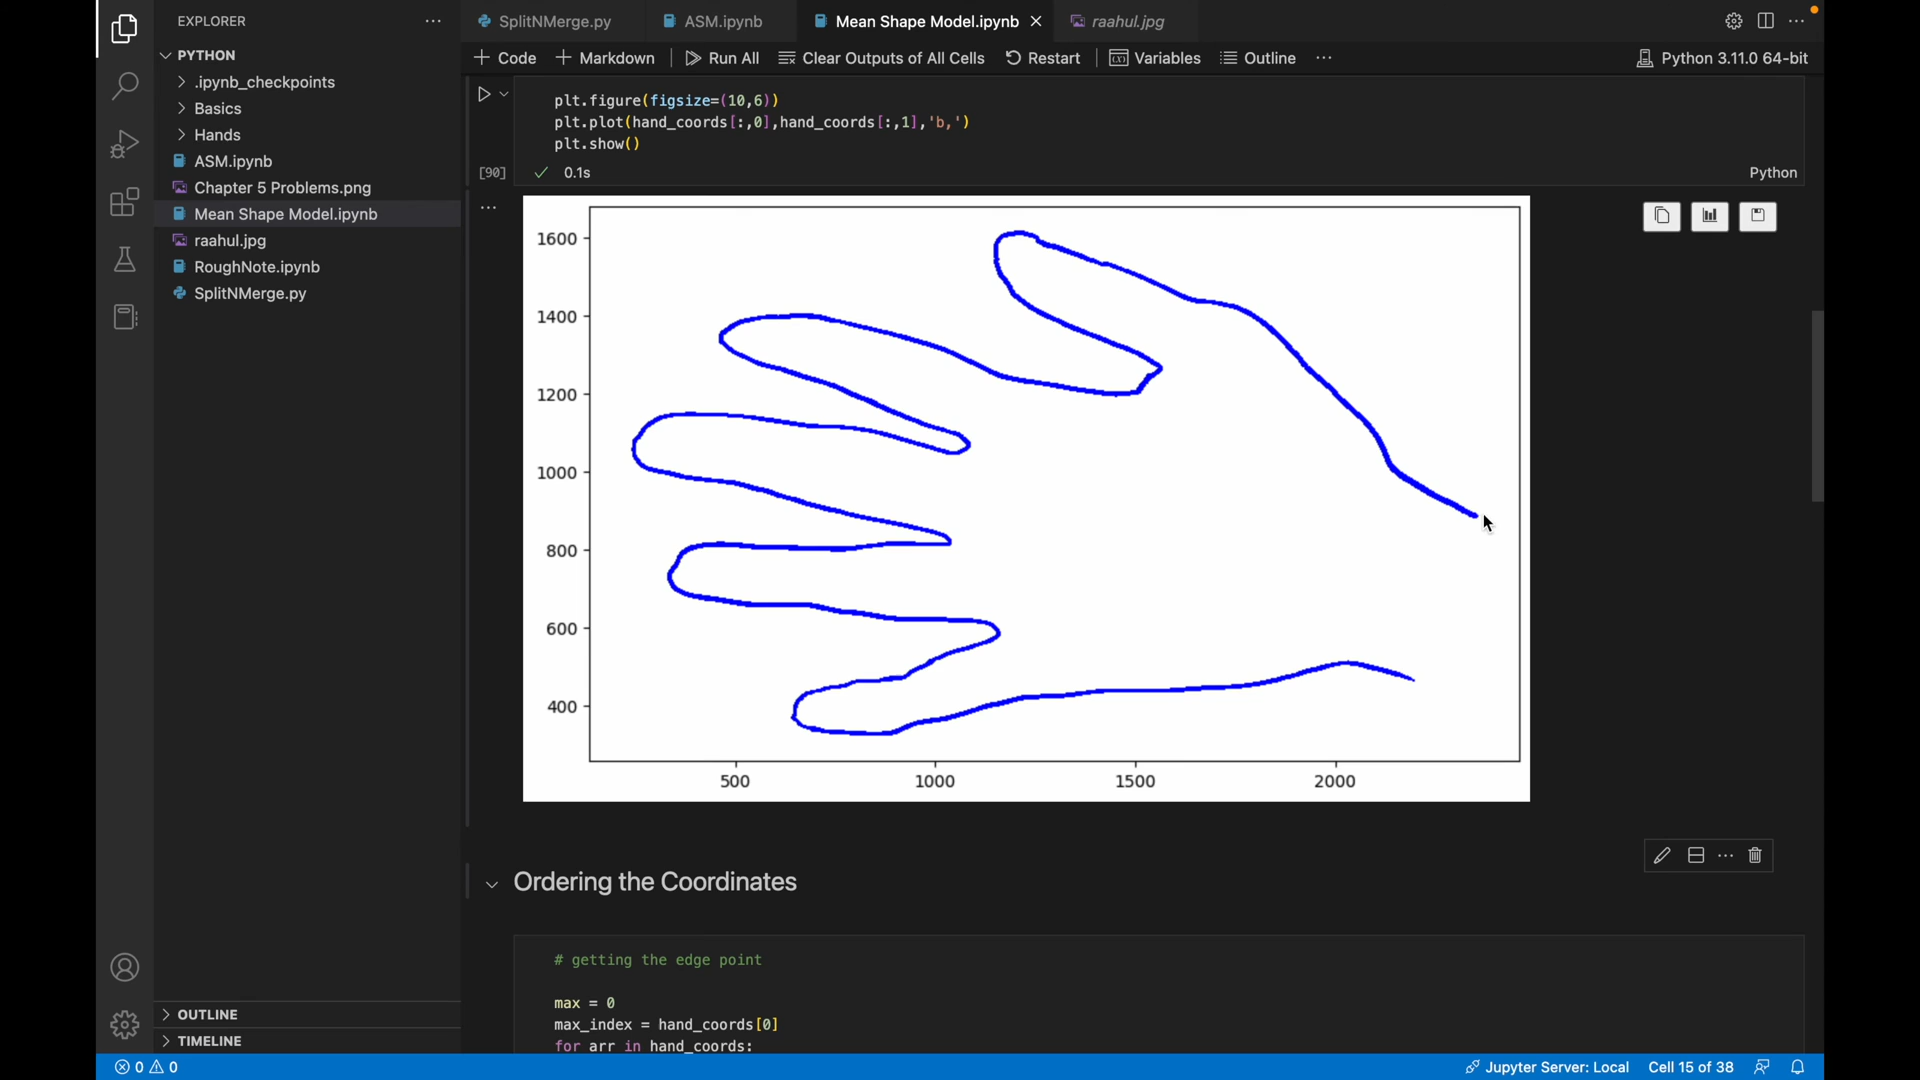 EXPLORER
PYTHON
.ipynb_checkpoints
Basics
Hands
ASM.ipynb
Chapter 5 Problems.png
Mean Shape Model.ipynb
raahul.jpg
RoughNote.ipynb
SplitNMerge.py
OUTLINE
TIMELINE
SplitNMerge.py ASM.ipynb Mean Shape Model.ipynb raahul.jpg
Code Markdown Run All Clear Outputs of All Cells Restart Variables Outline Python 3.11.0 64-bit
plt.figure(figsize=(10,6))
plt.plot(hand_coords[:,0],hand_coords[:,1],'b,')
plt.show()
[90] 0.1s Python
1600
1400
1200
1000
800
600
400
500 1000 1500 2000
Ordering the Coordinates
# getting the edge point
max = 0
max_index = hand_coords[0]
for arr in hand_coords:
0 0 Jupyter Server: Local Cell 15 of 38